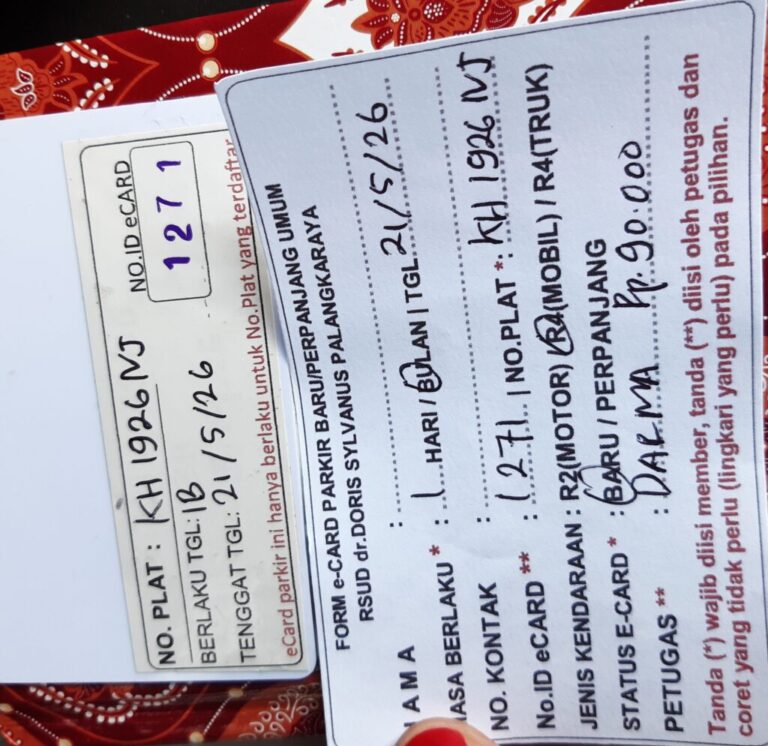 NO. PLAT : KH 1926 NJ
NO.ID eCARD
1271
BERLAKU TGL: 1B
TENGGAT TGL: 21/5/26
eCard parkir ini hanya berlaku untuk No.Plat yang terdaftar
FORM e-CARD PARKIR BARU/PERPANJANG UMUM
RSUD dr.DORIS SYLVANUS PALANGKARAYA
A M A :
ASA BERLAKU * : 1 HARI / BULAN | TGL 21/5/26
NO. KONTAK :
No.ID eCARD ** : 1271 | NO.PLAT *: KH 1926 NJ
JENIS KENDARAAN : R2(MOTOR) / R4(MOBIL) / R4(TRUK)
STATUS E-CARD * : BARU / PERPANJANG
PETUGAS ** : DARMA Rp. 90.000
Tanda (*) wajib diisi member, tanda (**) diisi oleh petugas dan
coret yang tidak perlu (lingkari yang perlu) pada pilihan.